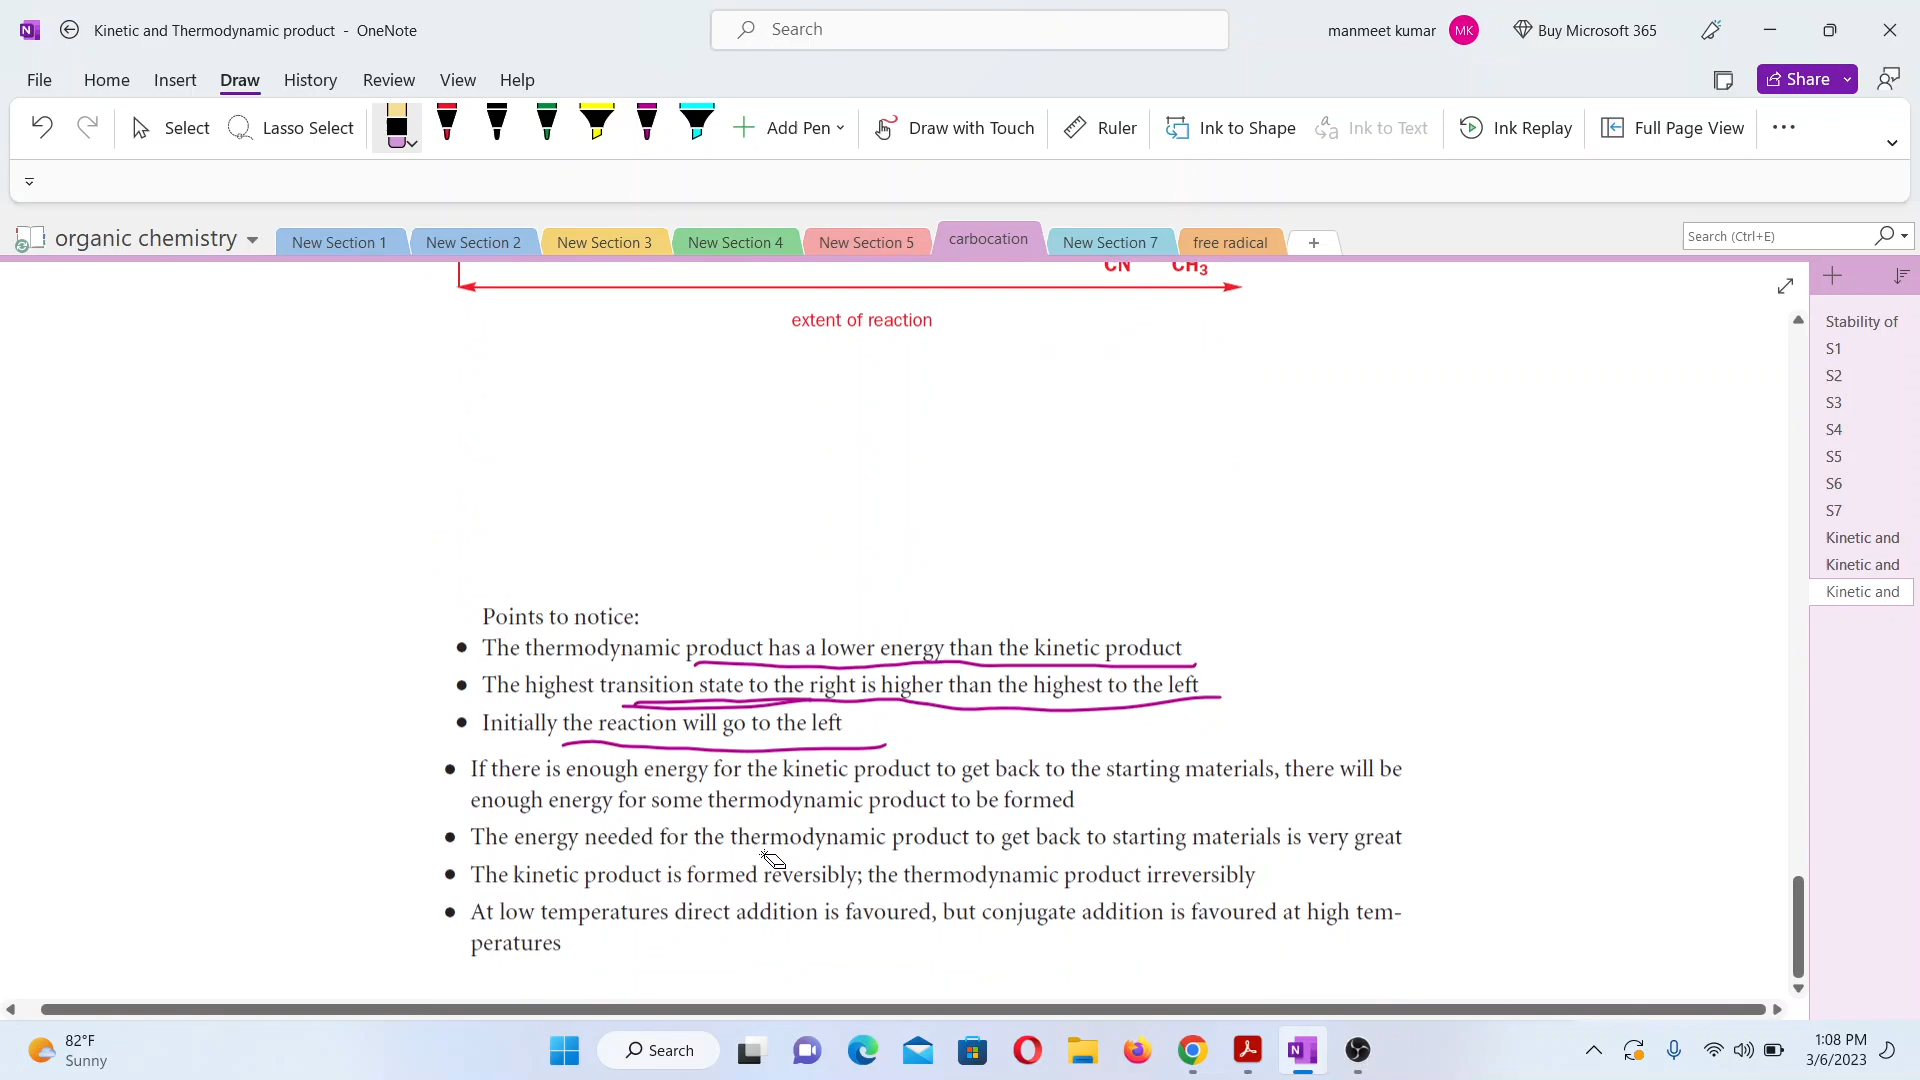 Kinetic and Thermodynamic product - OneNote
Search
manmeet kumar
MK
Buy Microsoft 365
File Home Insert Draw History Review View Help
Share
Select
Lasso Select
Add Pen
Draw with Touch
Ruler
Ink to Shape
Ink to Text
Ink Replay
Full Page View
organic chemistry
New Section 1
New Section 2
New Section 3
New Section 4
New Section 5
carbocation
New Section 7
free radical
Search (Ctrl+E)
CN CH3
extent of reaction
Points to notice:
• The thermodynamic product has a lower energy than the kinetic product
• The highest transition state to the right is higher than the highest to the left
• Initially the reaction will go to the left
• If there is enough energy for the kinetic product to get back to the starting materials, there will be
enough energy for some thermodynamic product to be formed
• The energy needed for the thermodynamic product to get back to starting materials is very great
• The kinetic product is formed reversibly; the thermodynamic product irreversibly
• At low temperatures direct addition is favoured, but conjugate addition is favoured at high tem-
peratures
Stability of
S1
S2
S3
S4
S5
S6
S7
Kinetic and
Kinetic and
Kinetic and
82°F
Sunny
Search
1:08 PM
3/6/2023